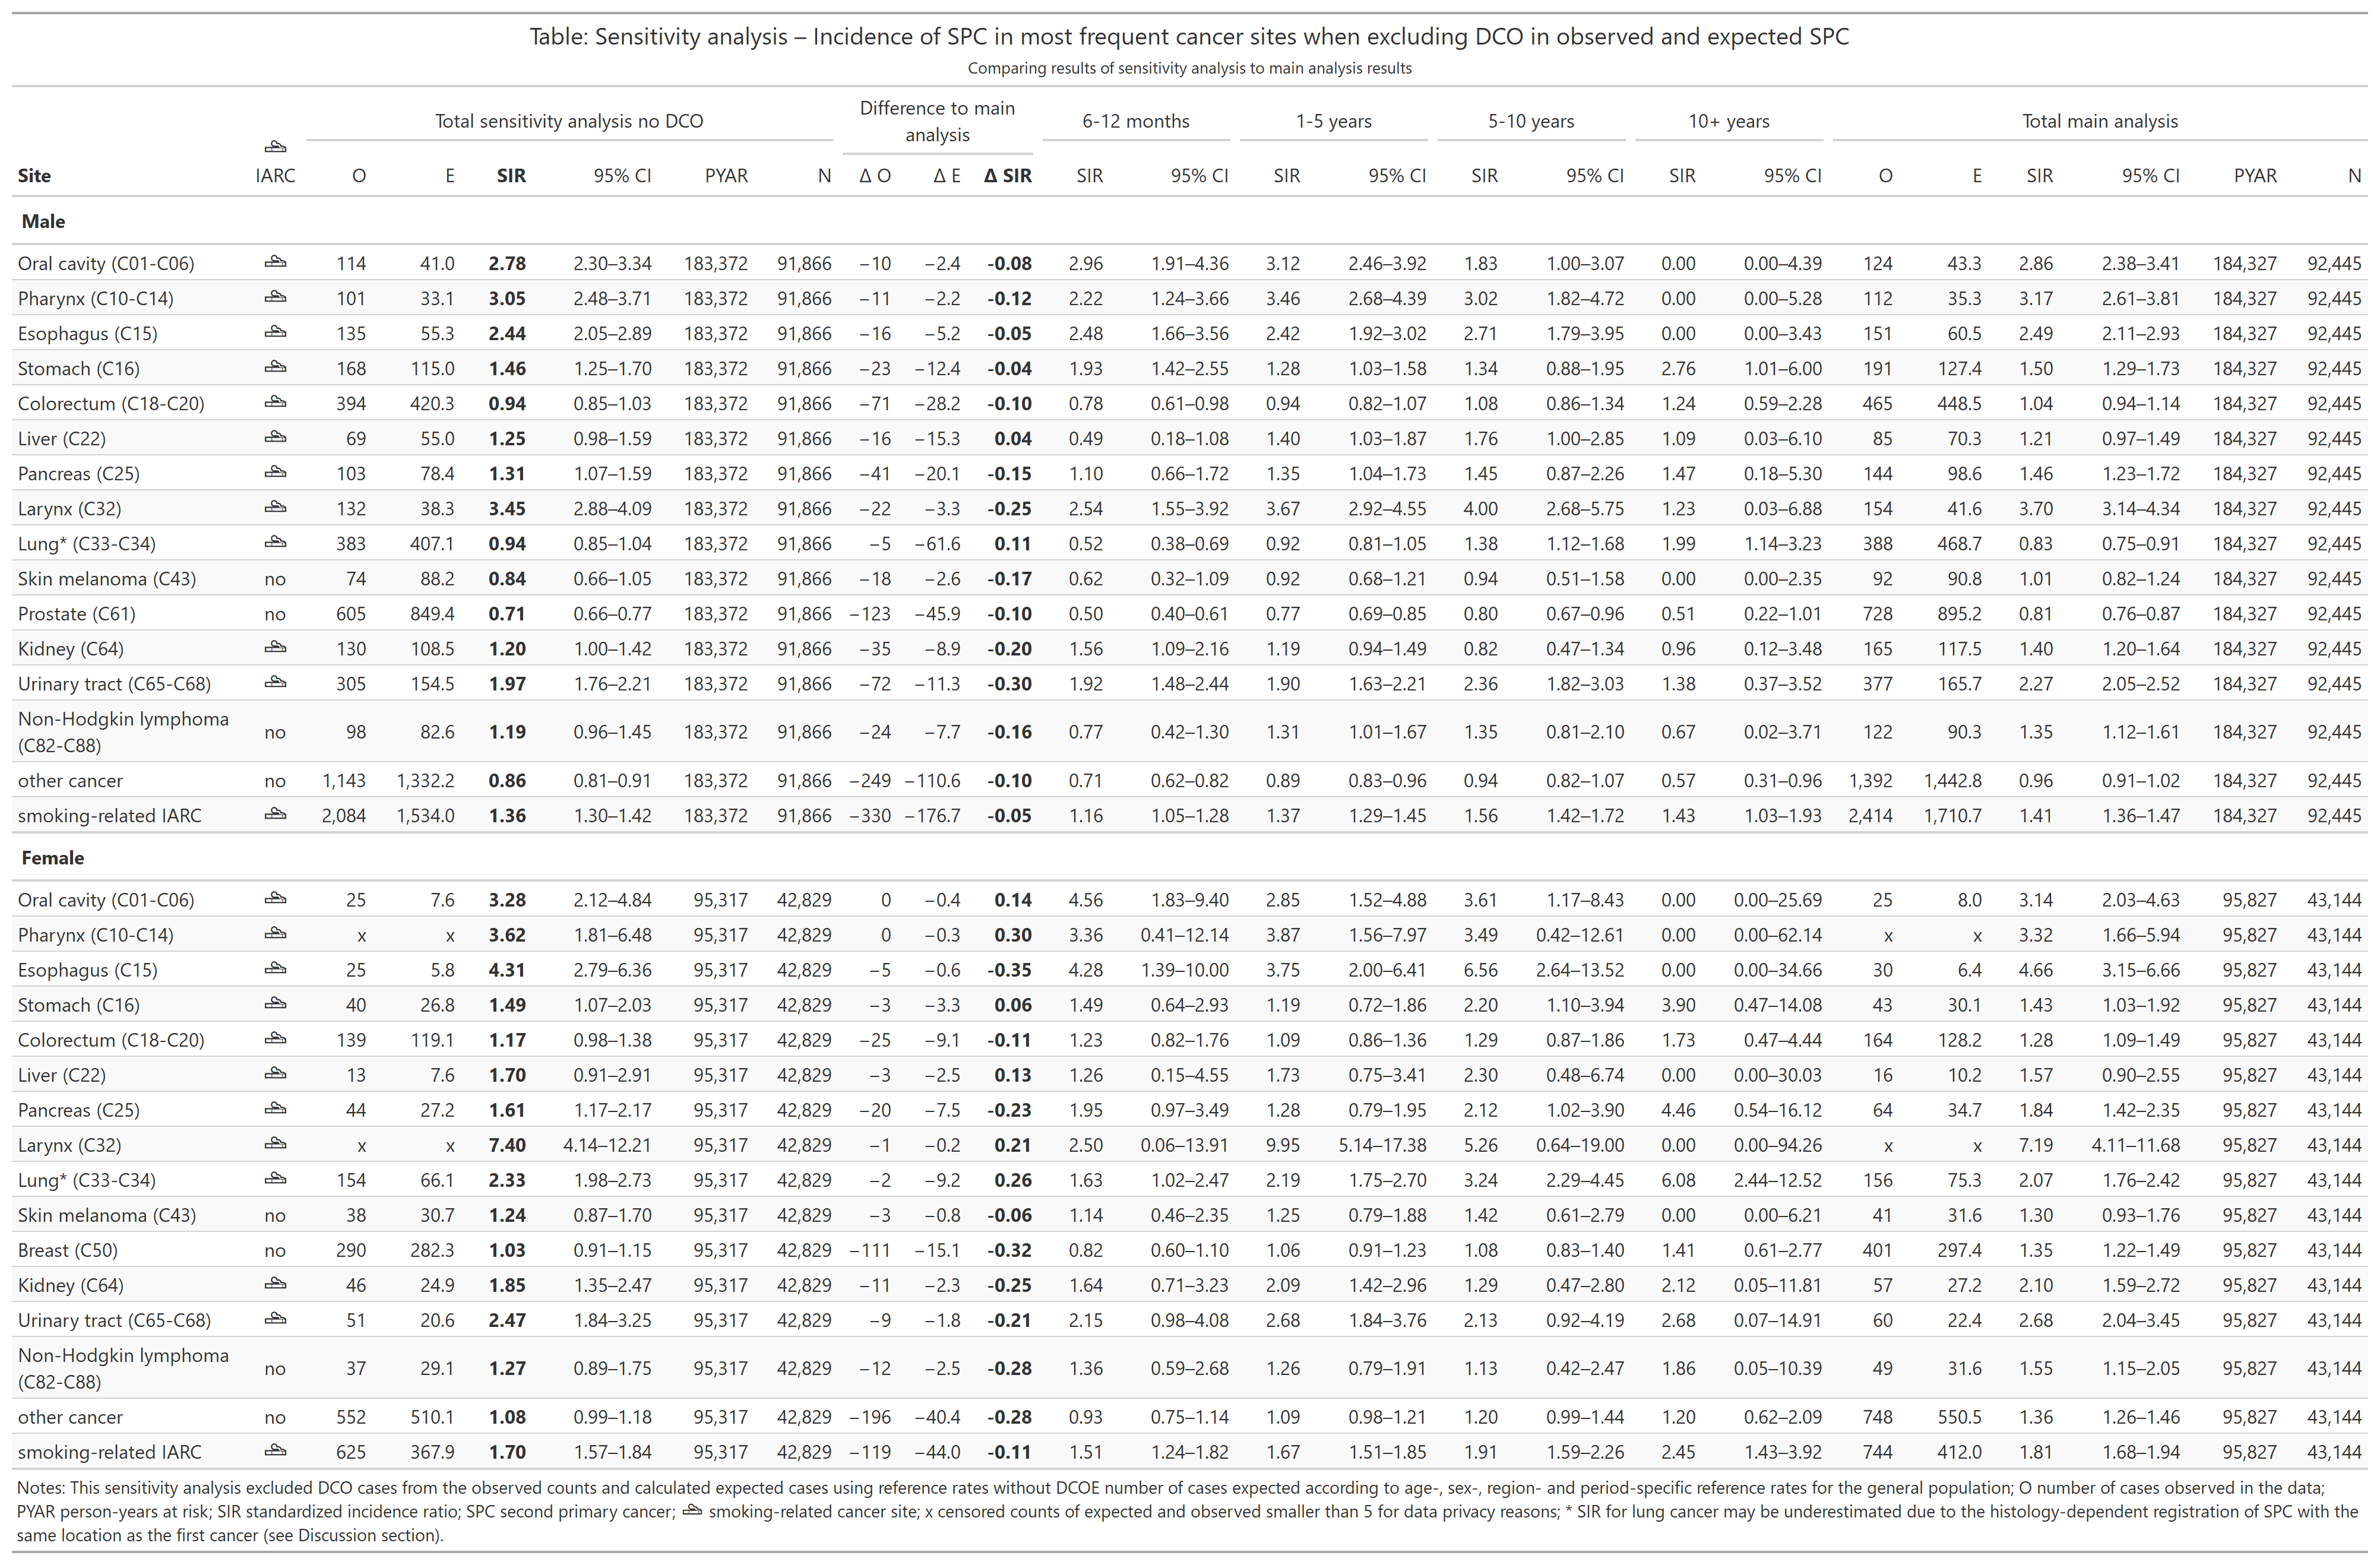 Table: Sensitivity analysis – Incidence of SPC in most frequent cancer sites when excluding DCO in observed and expected SPC
Comparing results of sensitivity analysis to main analysis results
Total sensitivity analysis no DCO Difference to main analysis 6-12 months 1-5 years 5-10 years 10+ years Total main analysis
Site IARC O E SIR 95% CI PYAR N Δ O Δ E Δ SIR SIR 95% CI SIR 95% CI SIR 95% CI SIR 95% CI O E SIR 95% CI PYAR N
Male
Oral cavity (C01-C06) 114 41.0 2.78 2.30–3.34 183,372 91,866 −10 −2.4 -0.08 2.96 1.91–4.36 3.12 2.46–3.92 1.83 1.00–3.07 0.00 0.00–4.39 124 43.3 2.86 2.38–3.41 184,327 92,445
Pharynx (C10-C14) 101 33.1 3.05 2.48–3.71 183,372 91,866 −11 −2.2 -0.12 2.22 1.24–3.66 3.46 2.68–4.39 3.02 1.82–4.72 0.00 0.00–5.28 112 35.3 3.17 2.61–3.81 184,327 92,445
Esophagus (C15) 135 55.3 2.44 2.05–2.89 183,372 91,866 −16 −5.2 -0.05 2.48 1.66–3.56 2.42 1.92–3.02 2.71 1.79–3.95 0.00 0.00–3.43 151 60.5 2.49 2.11–2.93 184,327 92,445
Stomach (C16) 168 115.0 1.46 1.25–1.70 183,372 91,866 −23 −12.4 -0.04 1.93 1.42–2.55 1.28 1.03–1.58 1.34 0.88–1.95 2.76 1.01–6.00 191 127.4 1.50 1.29–1.73 184,327 92,445
Colorectum (C18-C20) 394 420.3 0.94 0.85–1.03 183,372 91,866 −71 −28.2 -0.10 0.78 0.61–0.98 0.94 0.82–1.07 1.08 0.86–1.34 1.24 0.59–2.28 465 448.5 1.04 0.94–1.14 184,327 92,445
Liver (C22) 69 55.0 1.25 0.98–1.59 183,372 91,866 −16 −15.3 0.04 0.49 0.18–1.08 1.40 1.03–1.87 1.76 1.00–2.85 1.09 0.03–6.10 85 70.3 1.21 0.97–1.49 184,327 92,445
Pancreas (C25) 103 78.4 1.31 1.07–1.59 183,372 91,866 −41 −20.1 -0.15 1.10 0.66–1.72 1.35 1.04–1.73 1.45 0.87–2.26 1.47 0.18–5.30 144 98.6 1.46 1.23–1.72 184,327 92,445
Larynx (C32) 132 38.3 3.45 2.88–4.09 183,372 91,866 −22 −3.3 -0.25 2.54 1.55–3.92 3.67 2.92–4.55 4.00 2.68–5.75 1.23 0.03–6.88 154 41.6 3.70 3.14–4.34 184,327 92,445
Lung* (C33-C34) 383 407.1 0.94 0.85–1.04 183,372 91,866 −5 −61.6 0.11 0.52 0.38–0.69 0.92 0.81–1.05 1.38 1.12–1.68 1.99 1.14–3.23 388 468.7 0.83 0.75–0.91 184,327 92,445
Skin melanoma (C43) no 74 88.2 0.84 0.66–1.05 183,372 91,866 −18 −2.6 -0.17 0.62 0.32–1.09 0.92 0.68–1.21 0.94 0.51–1.58 0.00 0.00–2.35 92 90.8 1.01 0.82–1.24 184,327 92,445
Prostate (C61) no 605 849.4 0.71 0.66–0.77 183,372 91,866 −123 −45.9 -0.10 0.50 0.40–0.61 0.77 0.69–0.85 0.80 0.67–0.96 0.51 0.22–1.01 728 895.2 0.81 0.76–0.87 184,327 92,445
Kidney (C64) 130 108.5 1.20 1.00–1.42 183,372 91,866 −35 −8.9 -0.20 1.56 1.09–2.16 1.19 0.94–1.49 0.82 0.47–1.34 0.96 0.12–3.48 165 117.5 1.40 1.20–1.64 184,327 92,445
Urinary tract (C65-C68) 305 154.5 1.97 1.76–2.21 183,372 91,866 −72 −11.3 -0.30 1.92 1.48–2.44 1.90 1.63–2.21 2.36 1.82–3.03 1.38 0.37–3.52 377 165.7 2.27 2.05–2.52 184,327 92,445
Non-Hodgkin lymphoma
(C82-C88) no 98 82.6 1.19 0.96–1.45 183,372 91,866 −24 −7.7 -0.16 0.77 0.42–1.30 1.31 1.01–1.67 1.35 0.81–2.10 0.67 0.02–3.71 122 90.3 1.35 1.12–1.61 184,327 92,445
other cancer no 1,143 1,332.2 0.86 0.81–0.91 183,372 91,866 −249 −110.6 -0.10 0.71 0.62–0.82 0.89 0.83–0.96 0.94 0.82–1.07 0.57 0.31–0.96 1,392 1,442.8 0.96 0.91–1.02 184,327 92,445
smoking-related IARC 2,084 1,534.0 1.36 1.30–1.42 183,372 91,866 −330 −176.7 -0.05 1.16 1.05–1.28 1.37 1.29–1.45 1.56 1.42–1.72 1.43 1.03–1.93 2,414 1,710.7 1.41 1.36–1.47 184,327 92,445
Female
Oral cavity (C01-C06) 25 7.6 3.28 2.12–4.84 95,317 42,829 0 −0.4 0.14 4.56 1.83–9.40 2.85 1.52–4.88 3.61 1.17–8.43 0.00 0.00–25.69 25 8.0 3.14 2.03–4.63 95,827 43,144
Pharynx (C10-C14) x x 3.62 1.81–6.48 95,317 42,829 0 −0.3 0.30 3.36 0.41–12.14 3.87 1.56–7.97 3.49 0.42–12.61 0.00 0.00–62.14 x x 3.32 1.66–5.94 95,827 43,144
Esophagus (C15) 25 5.8 4.31 2.79–6.36 95,317 42,829 −5 −0.6 -0.35 4.28 1.39–10.00 3.75 2.00–6.41 6.56 2.64–13.52 0.00 0.00–34.66 30 6.4 4.66 3.15–6.66 95,827 43,144
Stomach (C16) 40 26.8 1.49 1.07–2.03 95,317 42,829 −3 −3.3 0.06 1.49 0.64–2.93 1.19 0.72–1.86 2.20 1.10–3.94 3.90 0.47–14.08 43 30.1 1.43 1.03–1.92 95,827 43,144
Colorectum (C18-C20) 139 119.1 1.17 0.98–1.38 95,317 42,829 −25 −9.1 -0.11 1.23 0.82–1.76 1.09 0.86–1.36 1.29 0.87–1.86 1.73 0.47–4.44 164 128.2 1.28 1.09–1.49 95,827 43,144
Liver (C22) 13 7.6 1.70 0.91–2.91 95,317 42,829 −3 −2.5 0.13 1.26 0.15–4.55 1.73 0.75–3.41 2.30 0.48–6.74 0.00 0.00–30.03 16 10.2 1.57 0.90–2.55 95,827 43,144
Pancreas (C25) 44 27.2 1.61 1.17–2.17 95,317 42,829 −20 −7.5 -0.23 1.95 0.97–3.49 1.28 0.79–1.95 2.12 1.02–3.90 4.46 0.54–16.12 64 34.7 1.84 1.42–2.35 95,827 43,144
Larynx (C32) x x 7.40 4.14–12.21 95,317 42,829 −1 −0.2 0.21 2.50 0.06–13.91 9.95 5.14–17.38 5.26 0.64–19.00 0.00 0.00–94.26 x x 7.19 4.11–11.68 95,827 43,144
Lung* (C33-C34) 154 66.1 2.33 1.98–2.73 95,317 42,829 −2 −9.2 0.26 1.63 1.02–2.47 2.19 1.75–2.70 3.24 2.29–4.45 6.08 2.44–12.52 156 75.3 2.07 1.76–2.42 95,827 43,144
Skin melanoma (C43) no 38 30.7 1.24 0.87–1.70 95,317 42,829 −3 −0.8 -0.06 1.14 0.46–2.35 1.25 0.79–1.88 1.42 0.61–2.79 0.00 0.00–6.21 41 31.6 1.30 0.93–1.76 95,827 43,144
Breast (C50) no 290 282.3 1.03 0.91–1.15 95,317 42,829 −111 −15.1 -0.32 0.82 0.60–1.10 1.06 0.91–1.23 1.08 0.83–1.40 1.41 0.61–2.77 401 297.4 1.35 1.22–1.49 95,827 43,144
Kidney (C64) 46 24.9 1.85 1.35–2.47 95,317 42,829 −11 −2.3 -0.25 1.64 0.71–3.23 2.09 1.42–2.96 1.29 0.47–2.80 2.12 0.05–11.81 57 27.2 2.10 1.59–2.72 95,827 43,144
Urinary tract (C65-C68) 51 20.6 2.47 1.84–3.25 95,317 42,829 −9 −1.8 -0.21 2.15 0.98–4.08 2.68 1.84–3.76 2.13 0.92–4.19 2.68 0.07–14.91 60 22.4 2.68 2.04–3.45 95,827 43,144
Non-Hodgkin lymphoma
(C82-C88) no 37 29.1 1.27 0.89–1.75 95,317 42,829 −12 −2.5 -0.28 1.36 0.59–2.68 1.26 0.79–1.91 1.13 0.42–2.47 1.86 0.05–10.39 49 31.6 1.55 1.15–2.05 95,827 43,144
other cancer no 552 510.1 1.08 0.99–1.18 95,317 42,829 −196 −40.4 -0.28 0.93 0.75–1.14 1.09 0.98–1.21 1.20 0.99–1.44 1.20 0.62–2.09 748 550.5 1.36 1.26–1.46 95,827 43,144
smoking-related IARC 625 367.9 1.70 1.57–1.84 95,317 42,829 −119 −44.0 -0.11 1.51 1.24–1.82 1.67 1.51–1.85 1.91 1.59–2.26 2.45 1.43–3.92 744 412.0 1.81 1.68–1.94 95,827 43,144
Notes: This sensitivity analysis excluded DCO cases from the observed counts and calculated expected cases using reference rates without DCOE number of cases expected according to age-, sex-, region- and period-specific reference rates for the general population; O number of cases observed in the data;
PYAR person-years at risk; SIR standardized incidence ratio; SPC second primary cancer; smoking-related cancer site; x censored counts of expected and observed smaller than 5 for data privacy reasons; * SIR for lung cancer may be underestimated due to the histology-dependent registration of SPC with the
same location as the first cancer (see Discussion section).